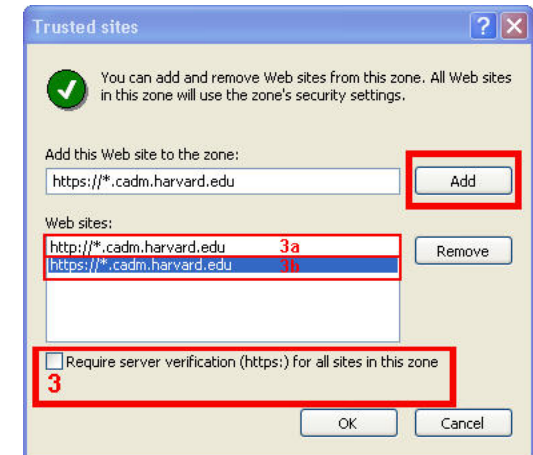 Trusted sites
You can add and remove Web sites from this zone. All Web sites
in this zone will use the zone's security settings.
Add this Web site to the zone:
https://*.cadm.harvard.edu
Add
Web sites:
http://*.cadm.harvard.edu 3a
https://*.cadm.harvard.edu 3b
Remove
Require server verification (https:) for all sites in this zone
3
OK Cancel